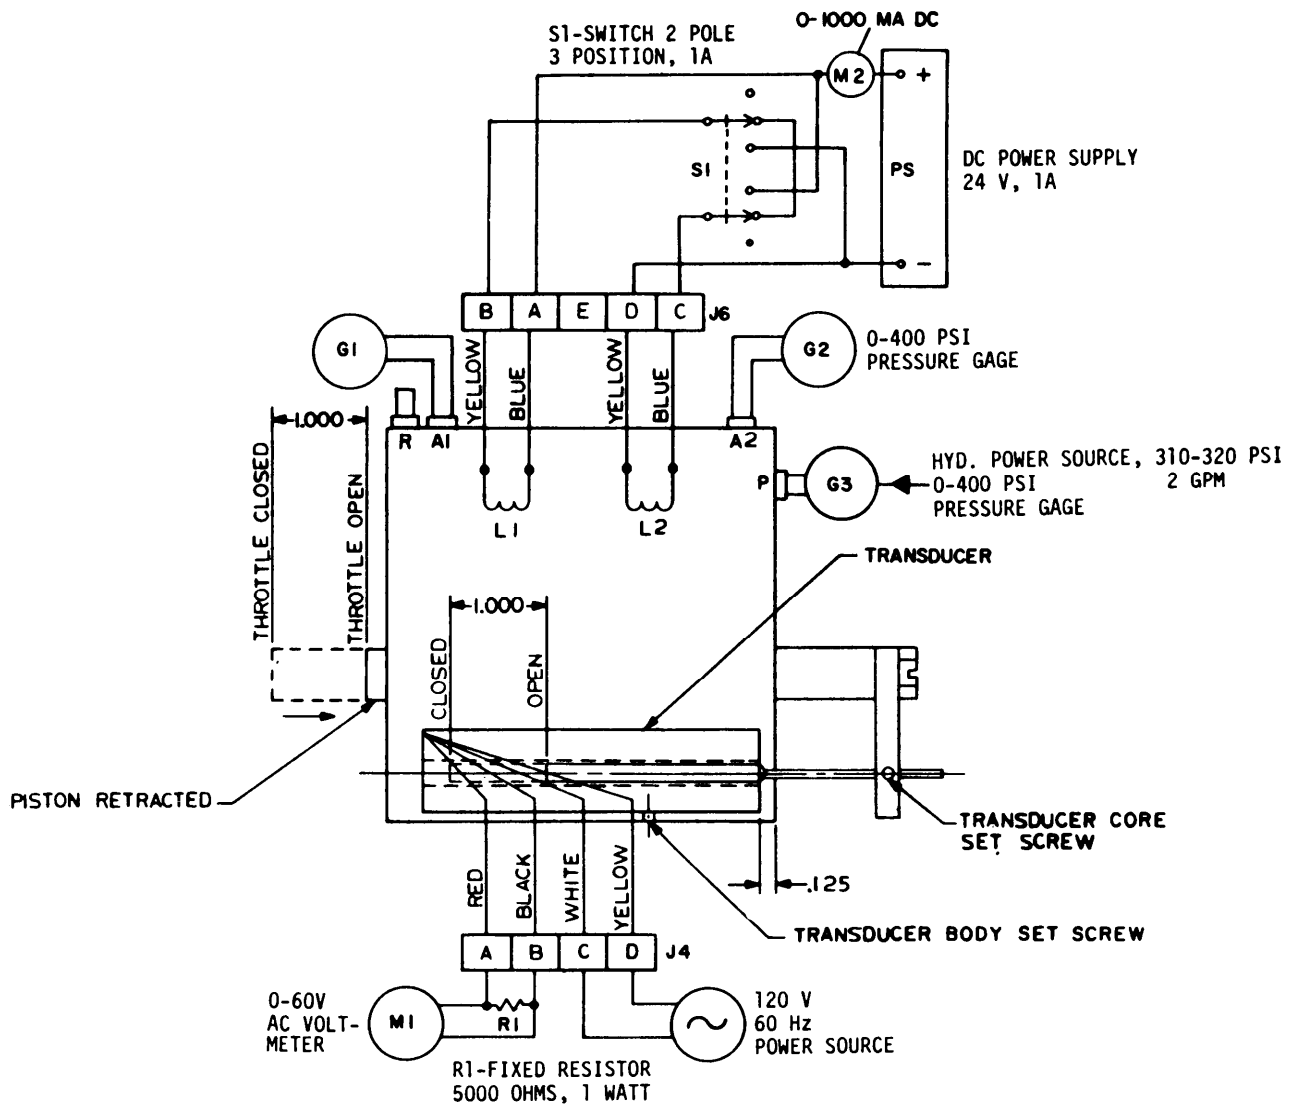 0-1000 MA DC
S1-SWITCH 2 POLE
3 POSITION, 1A
M2
+
S1
PS
DC POWER SUPPLY
24 V, 1A
-
B A E D C J6
G1
G2
0-400 PSI
PRESSURE GAGE
YELLOW
BLUE
YELLOW
BLUE
1.000
R A1
A2
THROTTLE CLOSED
THROTTLE OPEN
P
G3
HYD. POWER SOURCE, 310-320 PSI
0-400 PSI 2 GPM
PRESSURE GAGE
L1
L2
TRANSDUCER
1.000
CLOSED
OPEN
PISTON RETRACTED
TRANSDUCER CORE
SET SCREW
.125
RED
BLACK
WHITE
YELLOW
TRANSDUCER BODY SET SCREW
A B C D J4
0-60V
AC VOLT-
METER
M1
R1
120 V
60 Hz
POWER SOURCE
R1-FIXED RESISTOR
5000 OHMS, 1 WATT